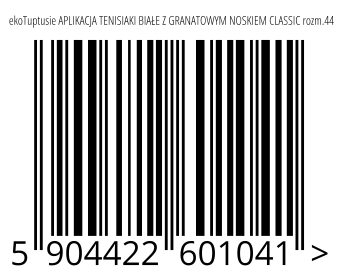 ekoTuptusie APLIKACJA TENISIAKI BIAŁE Z GRANATOWYM NOSKIEM CLASSIC rozm.44
5 904422 601041 >